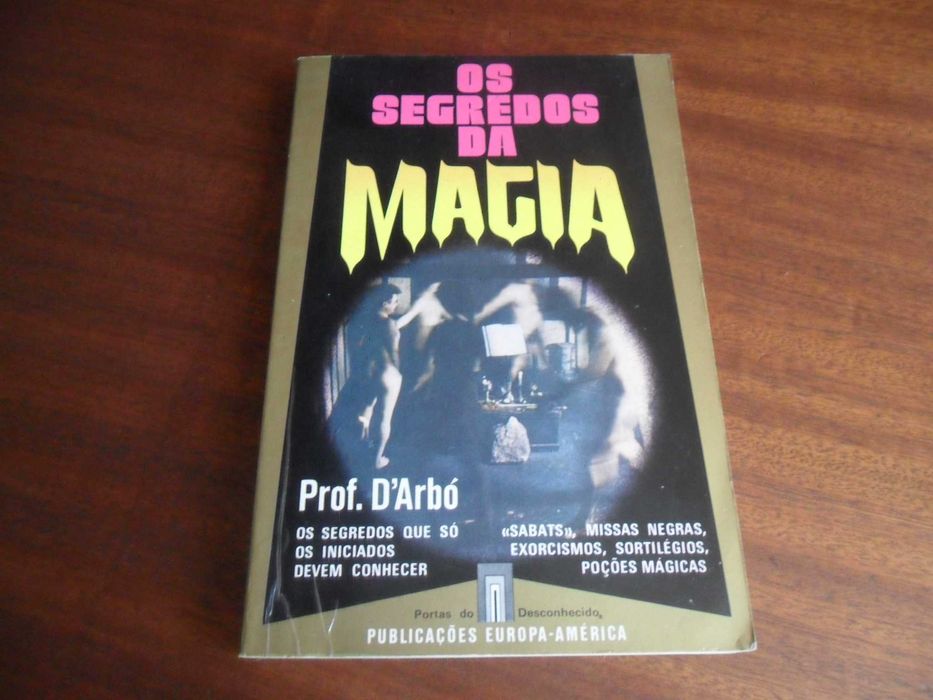 OS
SEGREDOS
DA
MAGIA
Prof. D'Arbó
OS SEGREDOS QUE SÓ
OS INICIADOS
DEVEM CONHECER
«SABATS», MISSAS NEGRAS,
EXORCISMOS, SORTILÉGIOS,
POÇÕES MÁGICAS
Portas do Desconhecido
PUBLICAÇÕES EUROPA-AMÉRICA